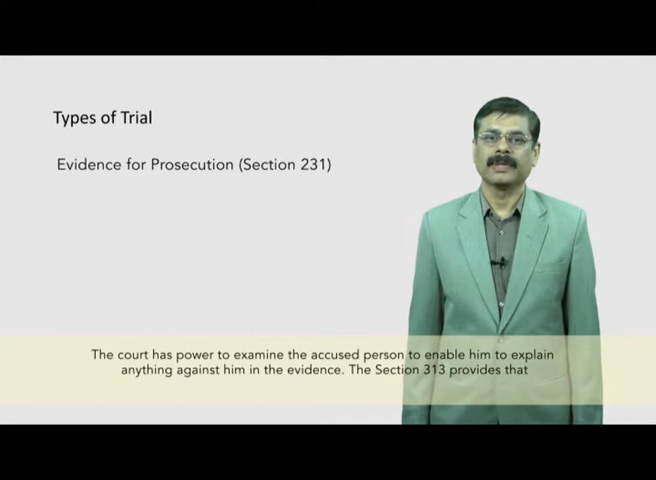 Types of Trial
Evidence for Prosecution (Section 231)
The court has power to examine the accused person to enable him to explain
anything against him in the evidence. The Section 313 provides that